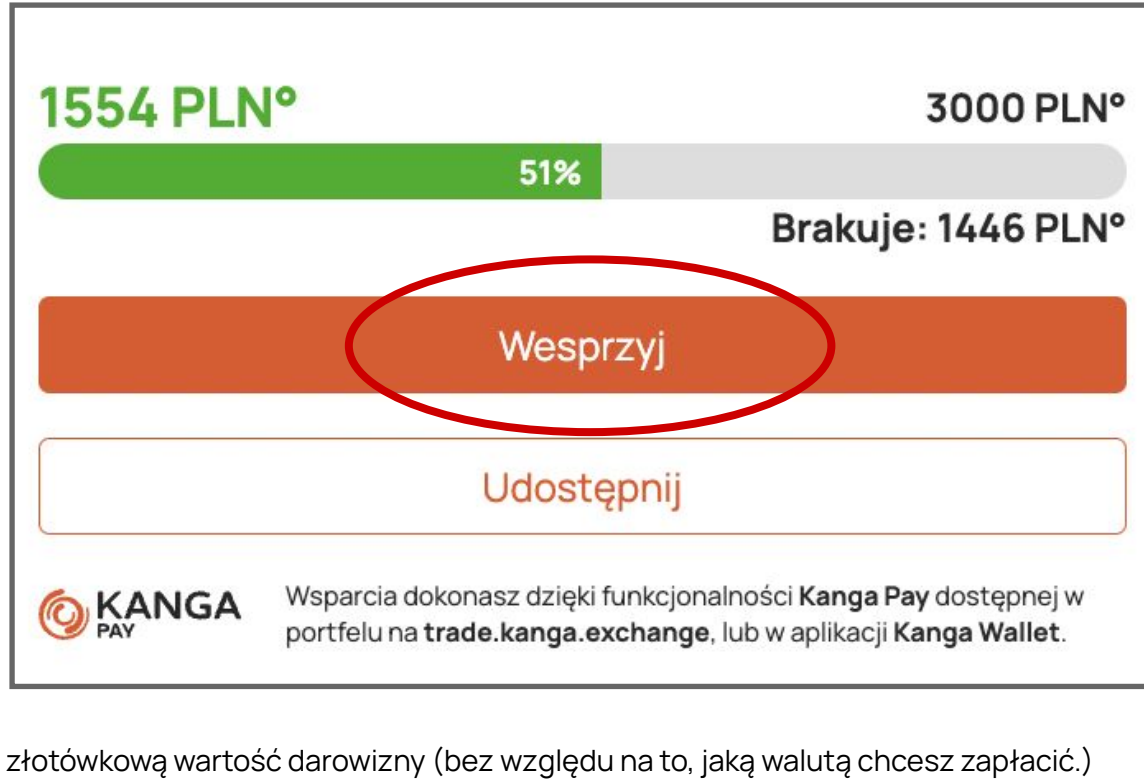 1554 PLN°
3000 PLN°
51%
Brakuje: 1446 PLN°
Wesprzyj
Udostępnij
KANGA
PAY
Wsparcia dokonasz dzięki funkcjonalności Kanga Pay dostępnej w
portfelu na trade.kanga.exchange, lub w aplikacji Kanga Wallet.
złotówkową wartość darowizny (bez względu na to, jaką walutą chcesz zapłacić.)